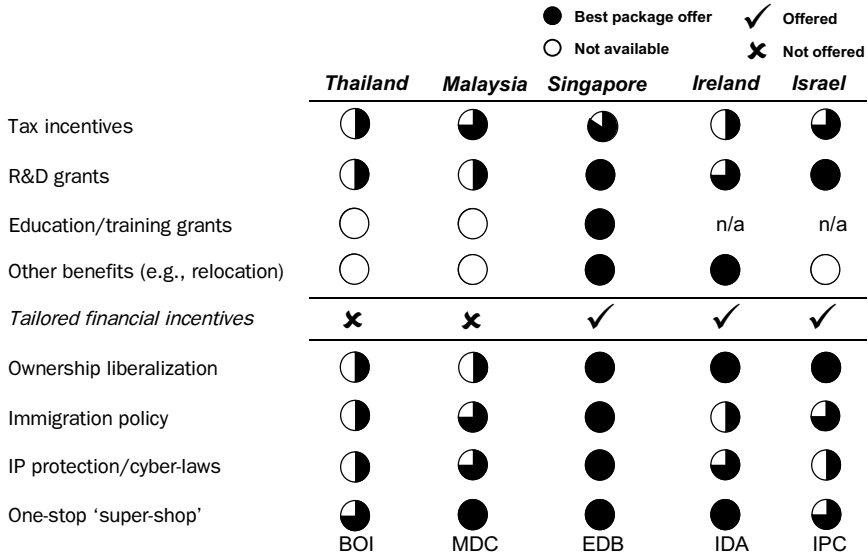 Best package offer Offered
Not available Not offered
Thailand Malaysia Singapore Ireland Israel
Tax incentives
R&D grants
Education/training grants n/a n/a
Other benefits (e.g., relocation)
Tailored financial incentives
Ownership liberalization
Immigration policy
IP protection/cyber-laws
One-stop ‘super-shop’
BOI MDC EDB IDA IPC